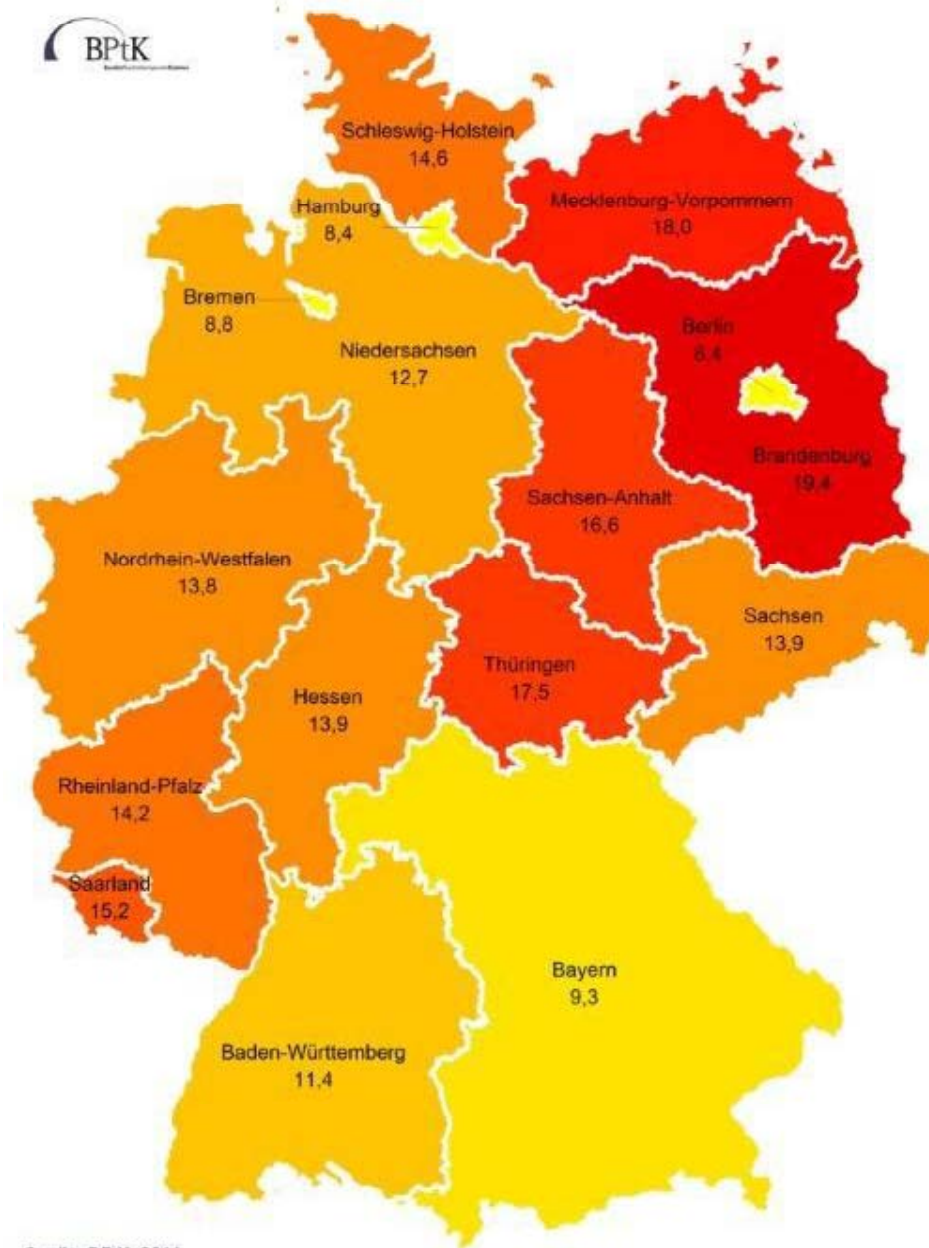 BPtK
Schleswig-Holstein
14,6
Mecklenburg-Vorpommern
18,0
Hamburg
8,4
Bremen
8,8
Niedersachsen
12,7
Berlin
8,4
Brandenburg
19,4
Sachsen-Anhalt
16,6
Nordrhein-Westfalen
13,8
Sachsen
13,9
Thüringen
17,5
Hessen
13,9
Rheinland-Pfalz
14,2
Saarland
15,2
Bayern
9,3
Baden-Württemberg
11,4